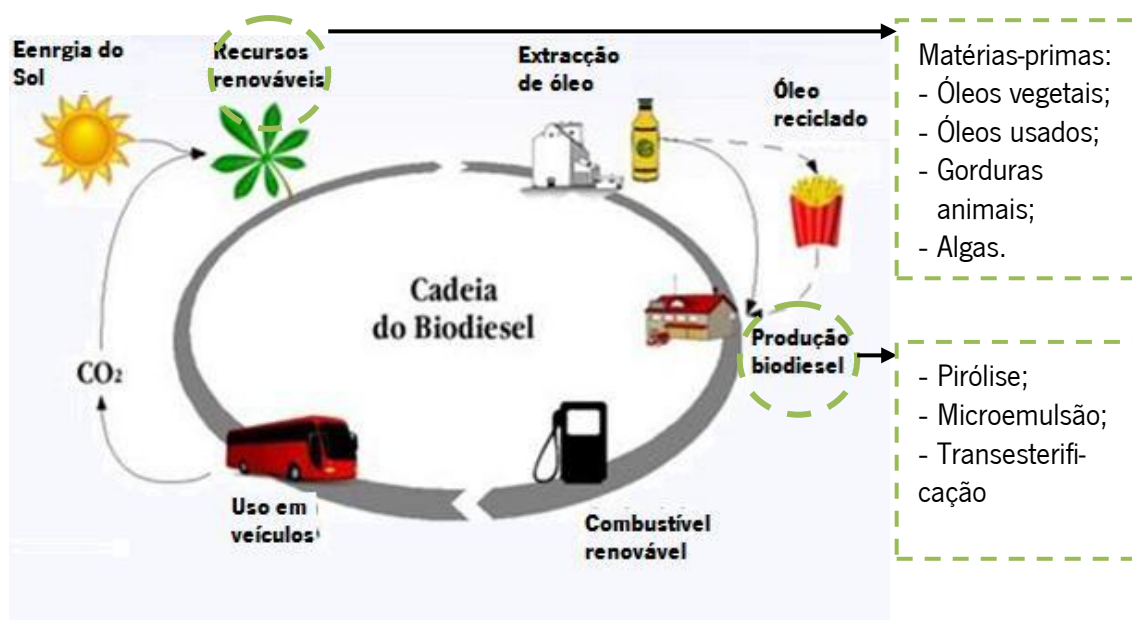 Eenrgia do
Sol
Recursos
renováveis
Extracção
de óleo
Óleo
reciclado
Matérias-primas:
- Óleos vegetais;
- Óleos usados;
- Gorduras
animais;
- Algas.
Cadeia
do Biodiesel
CO₂
Produção
biodiesel
- Pirólise;
- Microemulsão;
- Transesterifi-
cação
Uso em
veículos
Combustível
renovável